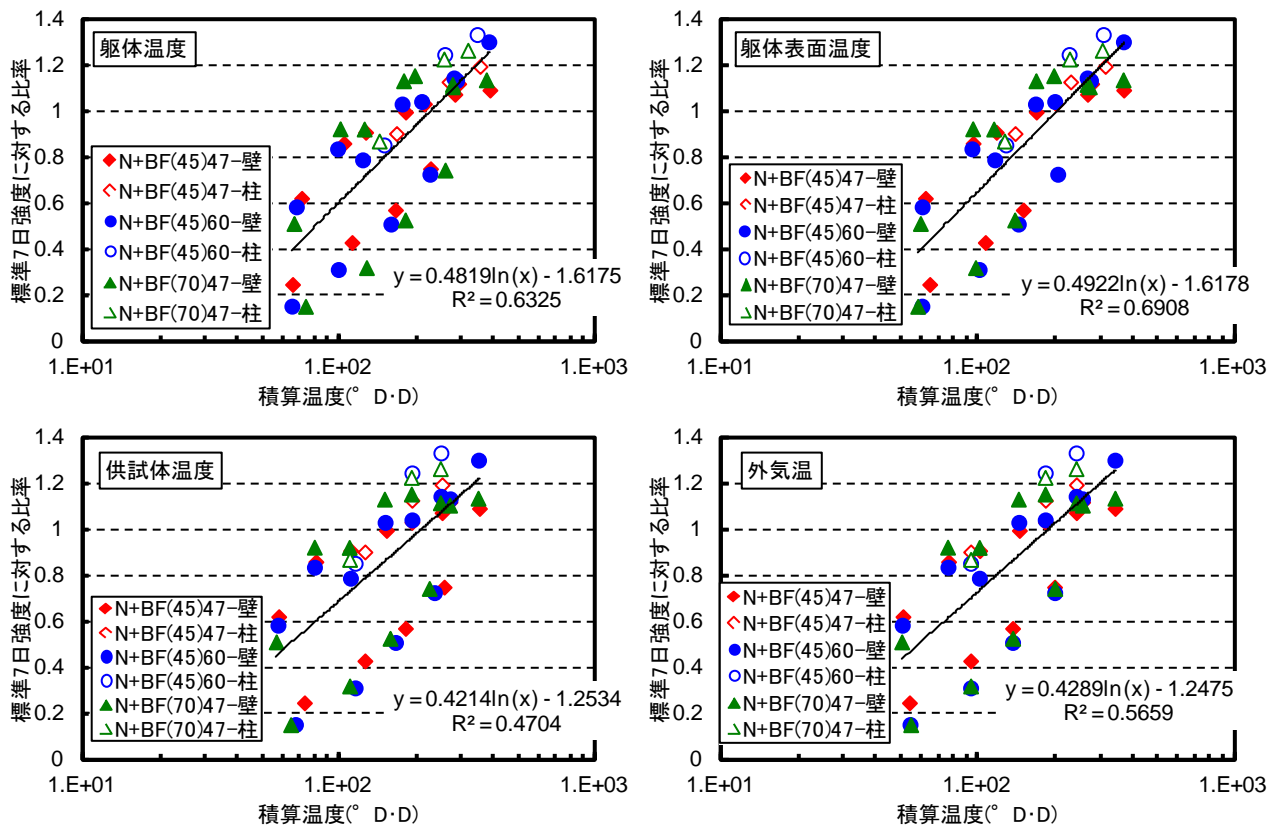 躯体温度
標準7日強度に対する比率
1.4
1.2
1
0.8
0.6
0.4
0.2
0
N+BF(45)47-壁
N+BF(45)47-柱
N+BF(45)60-壁
N+BF(45)60-柱
N+BF(70)47-壁
N+BF(70)47-柱
y = 0.4819ln(x) - 1.6175
R² = 0.6325
1.E+01
1.E+02
1.E+03
積算温度(°D・D)
躯体表面温度
標準7日強度に対する比率
1.4
1.2
1
0.8
0.6
0.4
0.2
0
N+BF(45)47-壁
N+BF(45)47-柱
N+BF(45)60-壁
N+BF(45)60-柱
N+BF(70)47-壁
N+BF(70)47-柱
y = 0.4922ln(x) - 1.6178
R² = 0.6908
1.E+01
1.E+02
1.E+03
積算温度(°D・D)
供試体温度
標準7日強度に対する比率
1.4
1.2
1
0.8
0.6
0.4
0.2
0
N+BF(45)47-壁
N+BF(45)47-柱
N+BF(45)60-壁
N+BF(45)60-柱
N+BF(70)47-壁
N+BF(70)47-柱
y = 0.4214ln(x) - 1.2534
R² = 0.4704
1.E+01
1.E+02
1.E+03
積算温度(°D・D)
外気温
標準7日強度に対する比率
1.4
1.2
1
0.8
0.6
0.4
0.2
0
N+BF(45)47-壁
N+BF(45)47-柱
N+BF(45)60-壁
N+BF(45)60-柱
N+BF(70)47-壁
N+BF(70)47-柱
y = 0.4289ln(x) - 1.2475
R² = 0.5659
1.E+01
1.E+02
1.E+03
積算温度(°D・D)